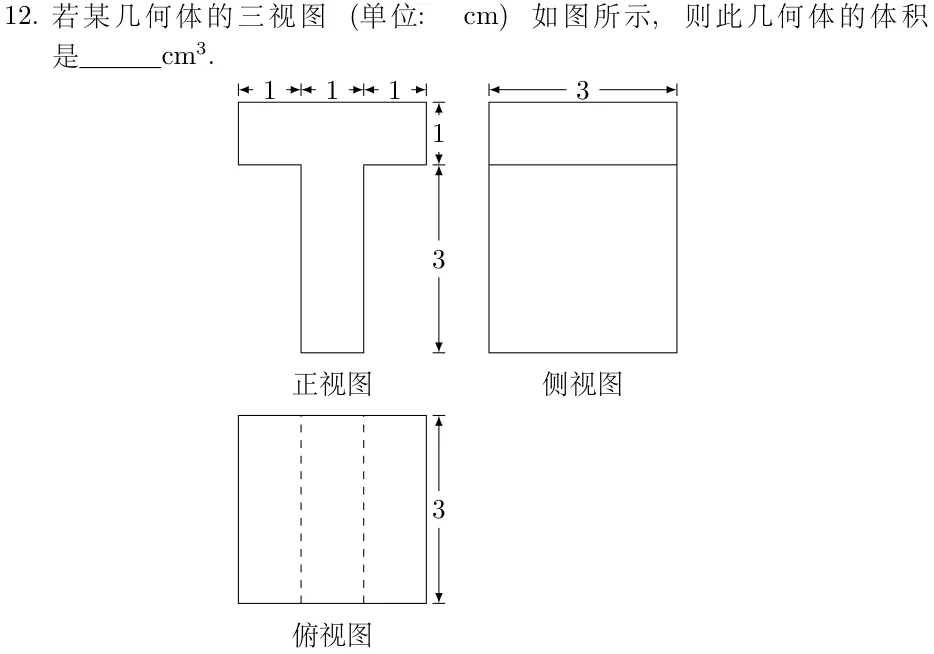 12. 若某几何体的三视图 (单位: cm) 如图所示, 则此几何体的体积
是______cm³.
1 1 1
3
1
3
正视图 侧视图
3
俯视图